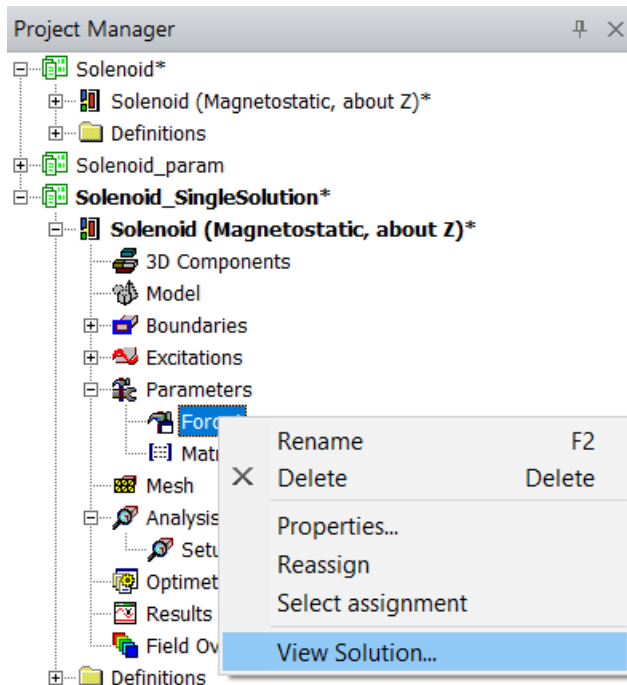 Project Manager
Solenoid*
Solenoid (Magnetostatic, about Z)*
Definitions
Solenoid_param
Solenoid_SingleSolution*
Solenoid (Magnetostatic, about Z)*
3D Components
Model
Boundaries
Excitations
Parameters
Rename F2
Delete Delete
Mesh
Properties...
Analysis
Reassign
Select assignment
Results
View Solution...
Definitions